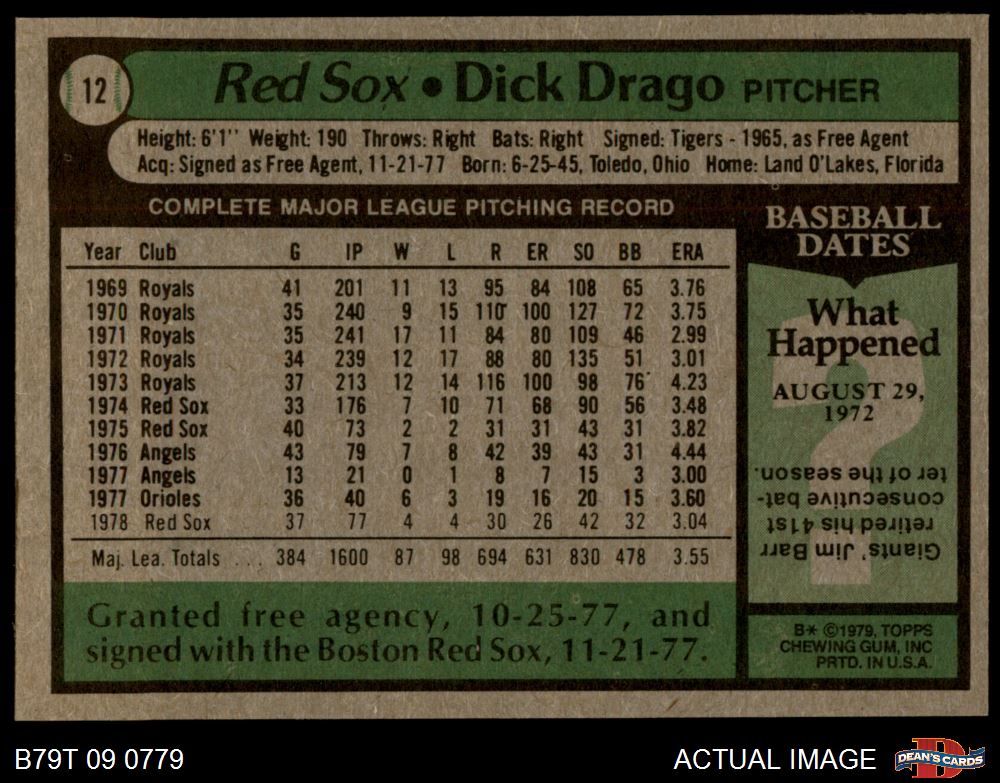 12
Red Sox • Dick Drago PITCHER
Height: 6'1'' Weight: 190 Throws: Right Bats: Right Signed: Tigers - 1965, as Free Agent
Acq: Signed as Free Agent, 11-21-77 Born: 6-25-45, Toledo, Ohio Home: Land O'Lakes, Florida
COMPLETE MAJOR LEAGUE PITCHING RECORD
Year Club G IP W L R ER SO BB ERA
1969 Royals 41 201 11 13 95 84 108 65 3.76
1970 Royals 35 240 9 15 110 100 127 72 3.75
1971 Royals 35 241 17 11 84 80 109 46 2.99
1972 Royals 34 239 12 17 88 80 135 51 3.01
1973 Royals 37 213 12 14 116 100 98 76 4.23
1974 Red Sox 33 176 7 10 71 68 90 56 3.48
1975 Red Sox 40 73 2 2 31 31 43 31 3.82
1976 Angels 43 79 7 8 42 39 43 31 4.44
1977 Angels 13 21 0 1 8 7 15 3 3.00
1977 Orioles 36 40 6 3 19 16 20 15 3.60
1978 Red Sox 37 77 4 4 30 26 42 32 3.04
Maj. Lea. Totals ... 384 1600 87 98 694 631 830 478 3.55
Granted free agency, 10-25-77, and
signed with the Boston Red Sox, 11-21-77.
BASEBALL
DATES
What
Happened
AUGUST 29,
1972
Giants' Jim Barr
retired his 41st
consecutive bat-
ter of the season.
B* ©1979, TOPPS
CHEWING GUM, INC
PRTD. IN U.S.A.
B79T 09 0779
ACTUAL IMAGE
DEAN'S CARDS